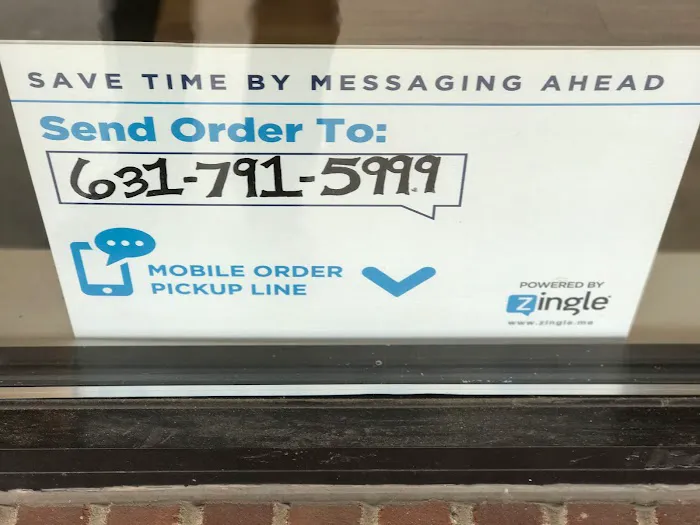 SAVE TIME BY MESSAGING AHEAD
Send Order To:
631-791-5999
MOBILE ORDER
PICKUP LINE
POWERED BY
zingle
www.zingle.me